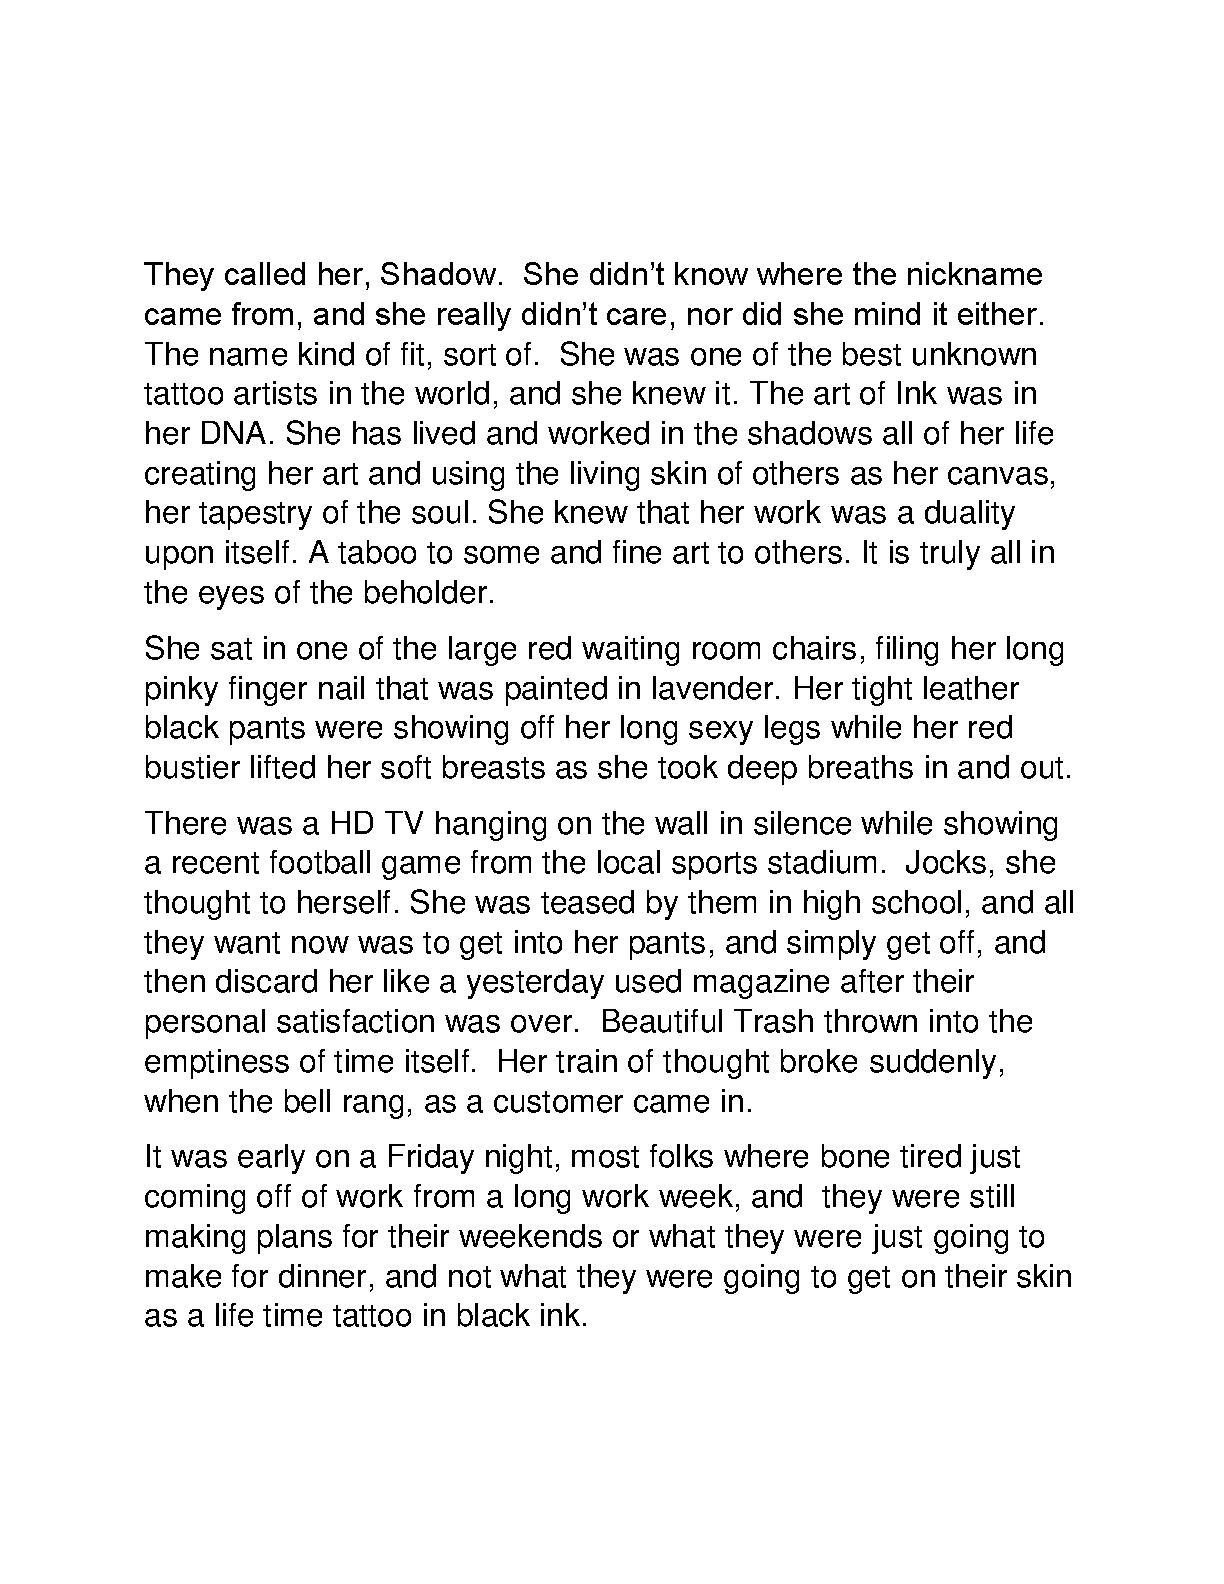 They called her, Shadow.  She didn't know where the nickname
came from, and she really didn't care, nor did she mind it either.
The name kind of fit, sort of.  She was one of the best unknown
tattoo artists in the world, and she knew it. The art of Ink was in
her DNA. She has lived and worked in the shadows all of her life
creating her art and using the living skin of others as her canvas,
her tapestry of the soul. She knew that her work was a duality
upon itself. A taboo to some and fine art to others. It is truly all in
the eyes of the beholder.
She sat in one of the large red waiting room chairs, filing her long
pinky finger nail that was painted in lavender. Her tight leather
black pants were showing off her long sexy legs while her red
bustier lifted her soft breasts as she took deep breaths in and out.
There was a HD TV hanging on the wall in silence while showing
a recent football game from the local sports stadium.  Jocks, she
thought to herself. She was teased by them in high school, and all
they want now was to get into her pants, and simply get off, and
then discard her like a yesterday used magazine after their
personal satisfaction was over.  Beautiful Trash thrown into the
emptiness of time itself.  Her train of thought broke suddenly,
when the bell rang, as a customer came in.
It was early on a Friday night, most folks where bone tired just
coming off of work from a long work week, and  they were still
making plans for their weekends or what they were just going to
make for dinner, and not what they were going to get on their skin
as a life time tattoo in black ink.